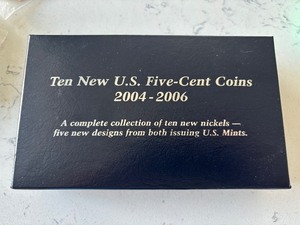 Ten New U.S. Five-Cent Coins
2004-2006
A complete collection of ten new nickels —
five new designs from both issuing U.S. Mints.